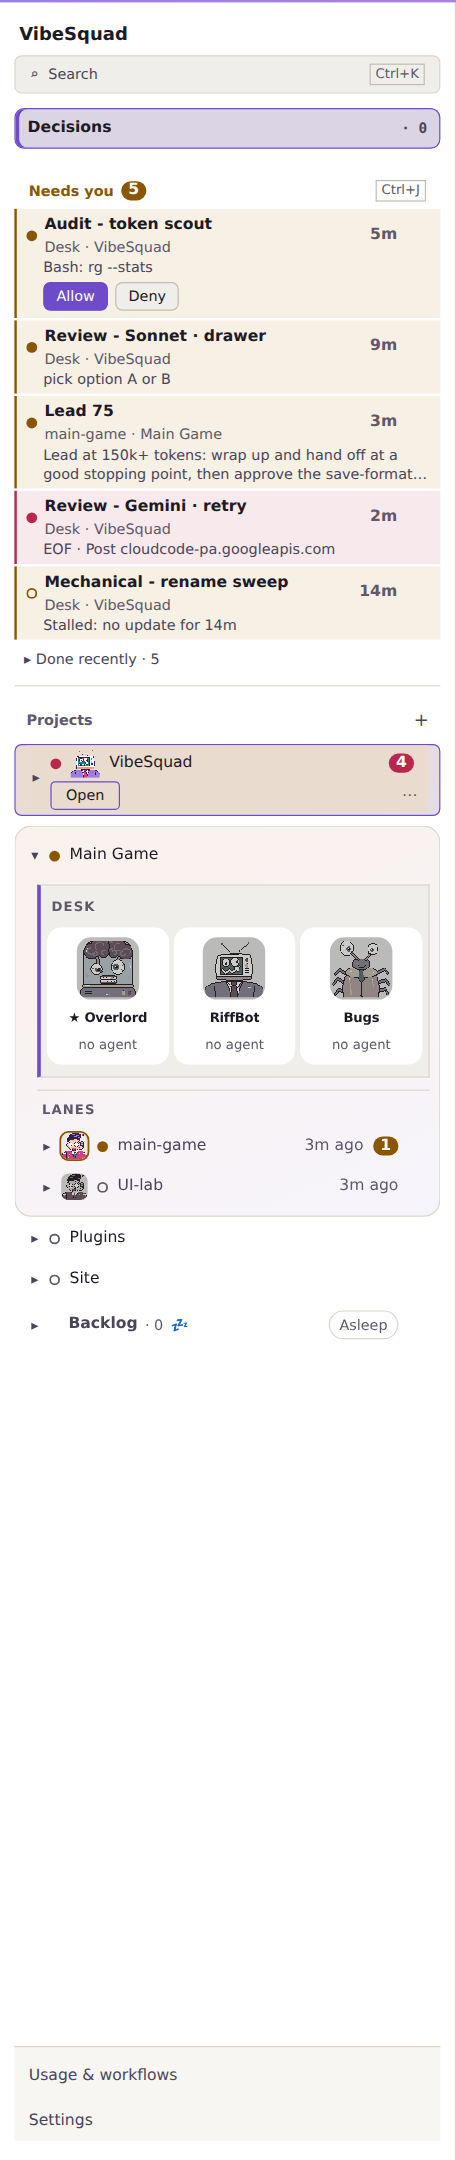 VibeSquad
Search Ctrl+K
Decisions · 0
Needs you 5 Ctrl+J
Audit - token scout 5m
Desk · VibeSquad
Bash: rg --stats
Allow Deny
Review - Sonnet · drawer 9m
Desk · VibeSquad
pick option A or B
Lead 75 3m
main-game · Main Game
Lead at 150k+ tokens: wrap up and hand off at a
good stopping point, then approve the save-format…
Review - Gemini · retry 2m
Desk · VibeSquad
EOF · Post cloudcode-pa.googleapis.com
Mechanical - rename sweep 14m
Desk · VibeSquad
Stalled: no update for 14m
▸ Done recently · 5
Projects +
▸ VibeSquad 4
Open …
▾ Main Game
DESK
★ Overlord RiffBot Bugs
no agent no agent no agent
LANES
▸ main-game 3m ago 1
▸ UI-lab 3m ago
▸ Plugins
▸ Site
▸ Backlog · 0 💤 Asleep
Usage & workflows
Settings